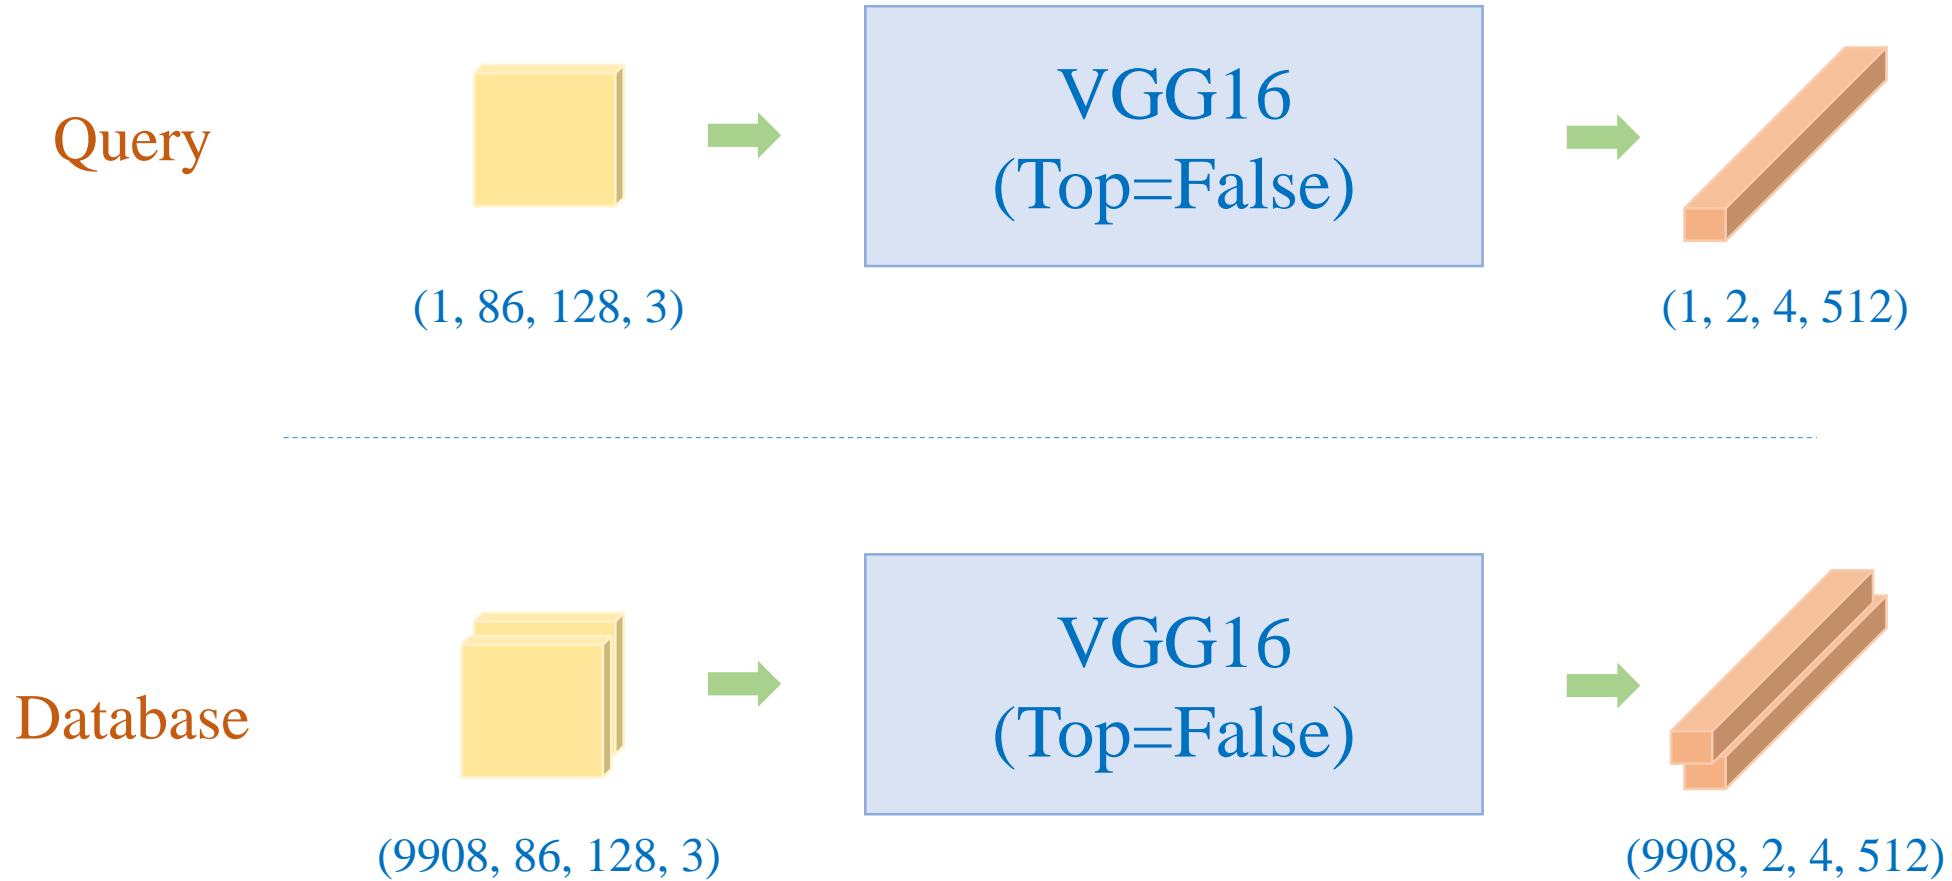 Query
VGG16
(Top=False)
(1, 86, 128, 3)
(1, 2, 4, 512)
Database
VGG16
(Top=False)
(9908, 86, 128, 3)
(9908, 2, 4, 512)